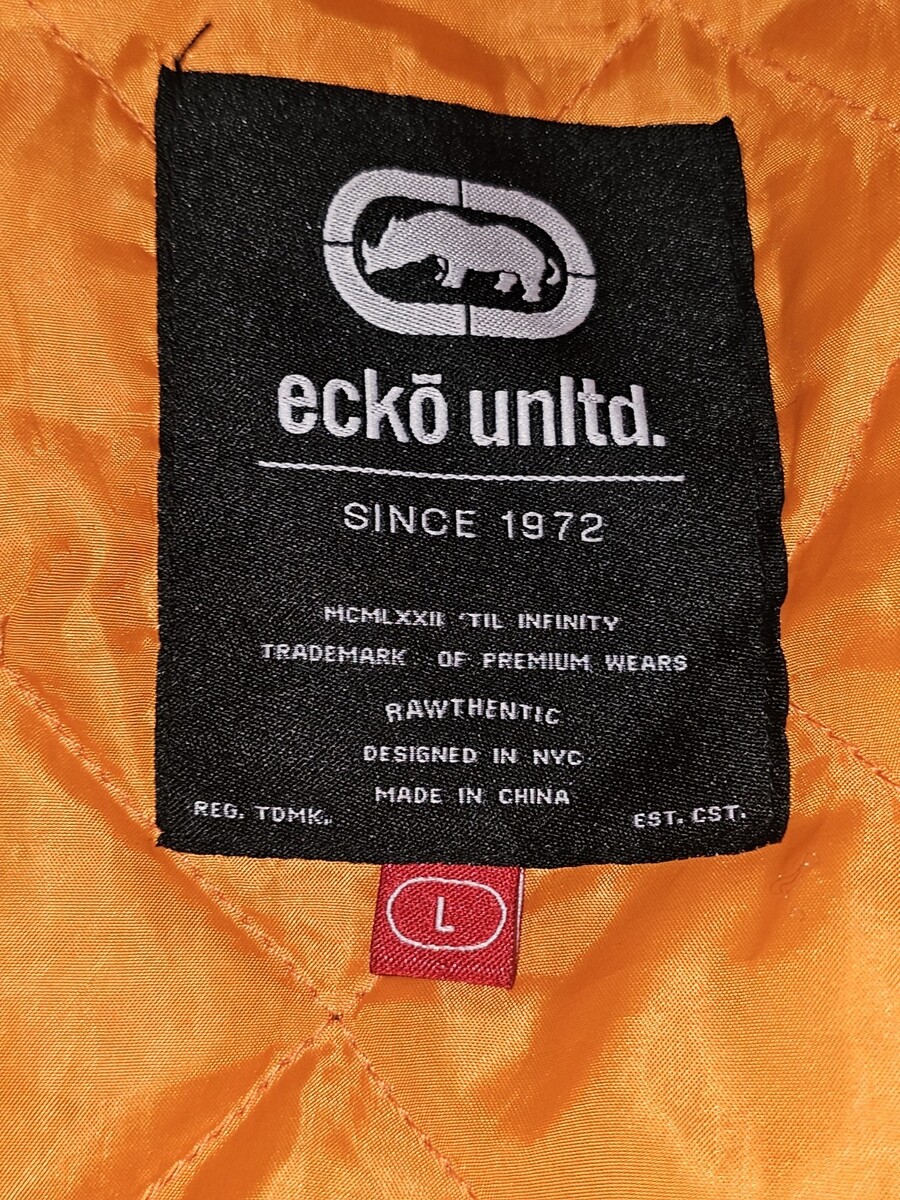 eckō unltd.
SINCE 1972
MCMLXXII 'TIL INFINITY
TRADEMARK OF PREMIUM WEARS
RAWTHENTIC
DESIGNED IN NYC
MADE IN CHINA
REG. TDMK.. EST. CST.
L